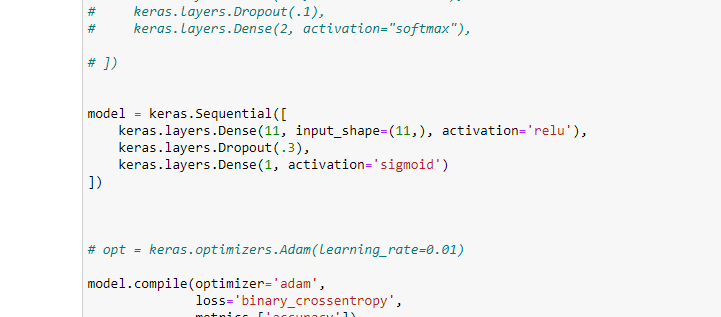 #     keras.layers.Dropout(.1),
#     keras.layers.Dense(2, activation="softmax"),
# ])
model = keras.Sequential([
    keras.layers.Dense(11, input_shape=(11,), activation='relu'),
    keras.layers.Dropout(.3),
    keras.layers.Dense(1, activation='sigmoid')
])
# opt = keras.optimizers.Adam(learning_rate=0.01)
model.compile(optimizer='adam',
              loss='binary_crossentropy',
              metrics=['accuracy'])